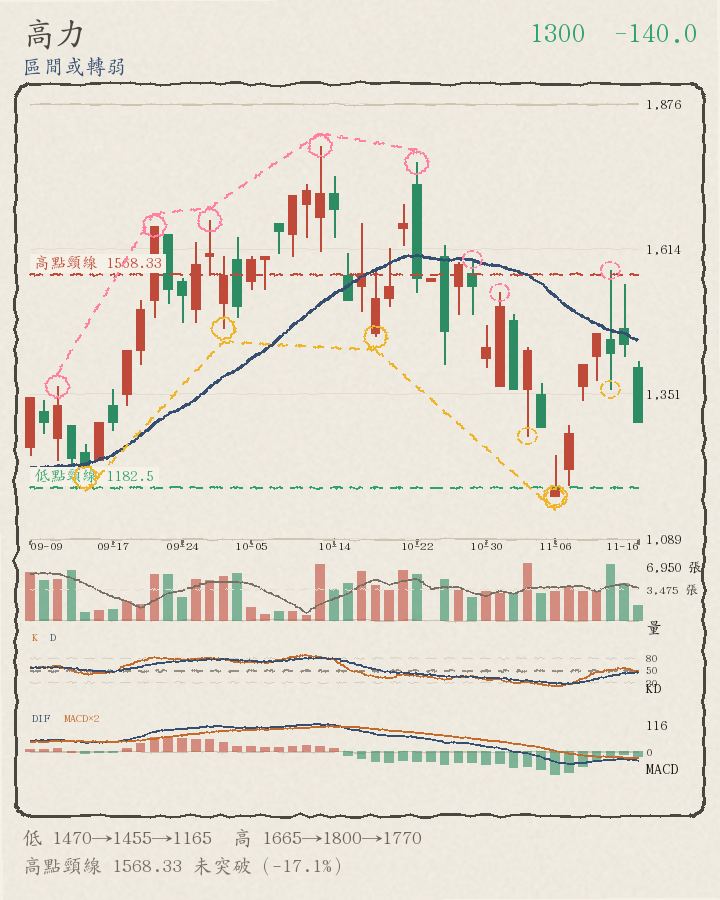 高力
1300 -140.0
區間或轉弱
1,876
1,614
高點頸線 1568.33
1,351
低點頸線 1182.5
1,089
09-09 09-17 09-24 10-05 10-14 10-22 10-30 11-06 11-16
6,950 張
3,475 張
量
K D
80
50
20
KD
DIF MACD×2
116
0
MACD
低 1470→1455→1165 高 1665→1800→1770
高點頸線 1568.33 未突破 (-17.1%)